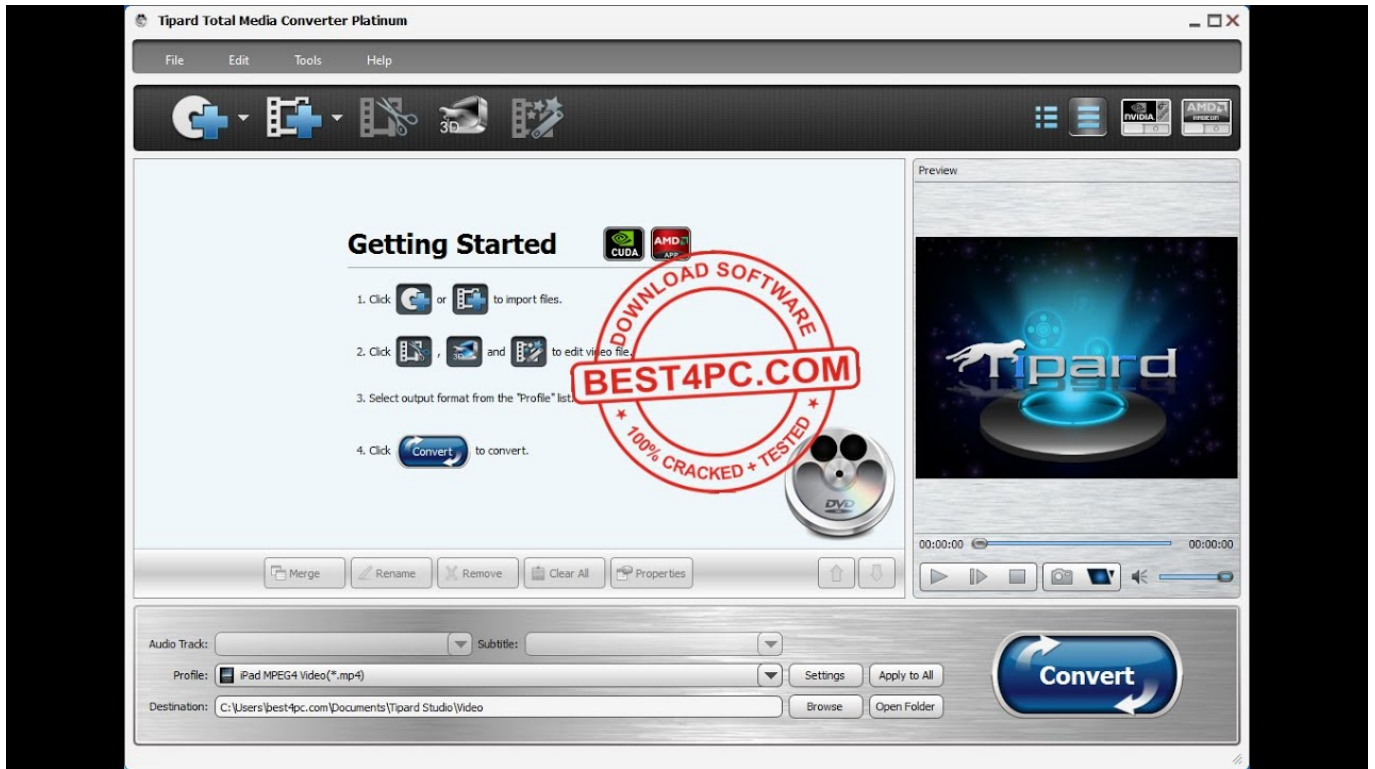 Tipard Total Media Converter Platinum
File Edit Tools Help
3D
NVIDIA AMD
RADEON
Preview
Getting Started CUDA AMD
APP
1. Click or to import files.
2. Click , 3D and to edit video file.
3. Select output format from the "Profile" list.
4. Click Convert to convert.
DOWNLOAD SOFTWARE
BEST4PC.COM
★ 100% CRACKED + TESTED ★
DVD
Tipard
00:00:00 00:00:00
Merge Rename Remove Clear All Properties
Audio Track: Subtitle:
Profile: iPad MPEG4 Video(*.mp4) Settings Apply to All
Destination: C:\Users\best4pc.com\Documents\Tipard Studio\Video Browse Open Folder
Convert